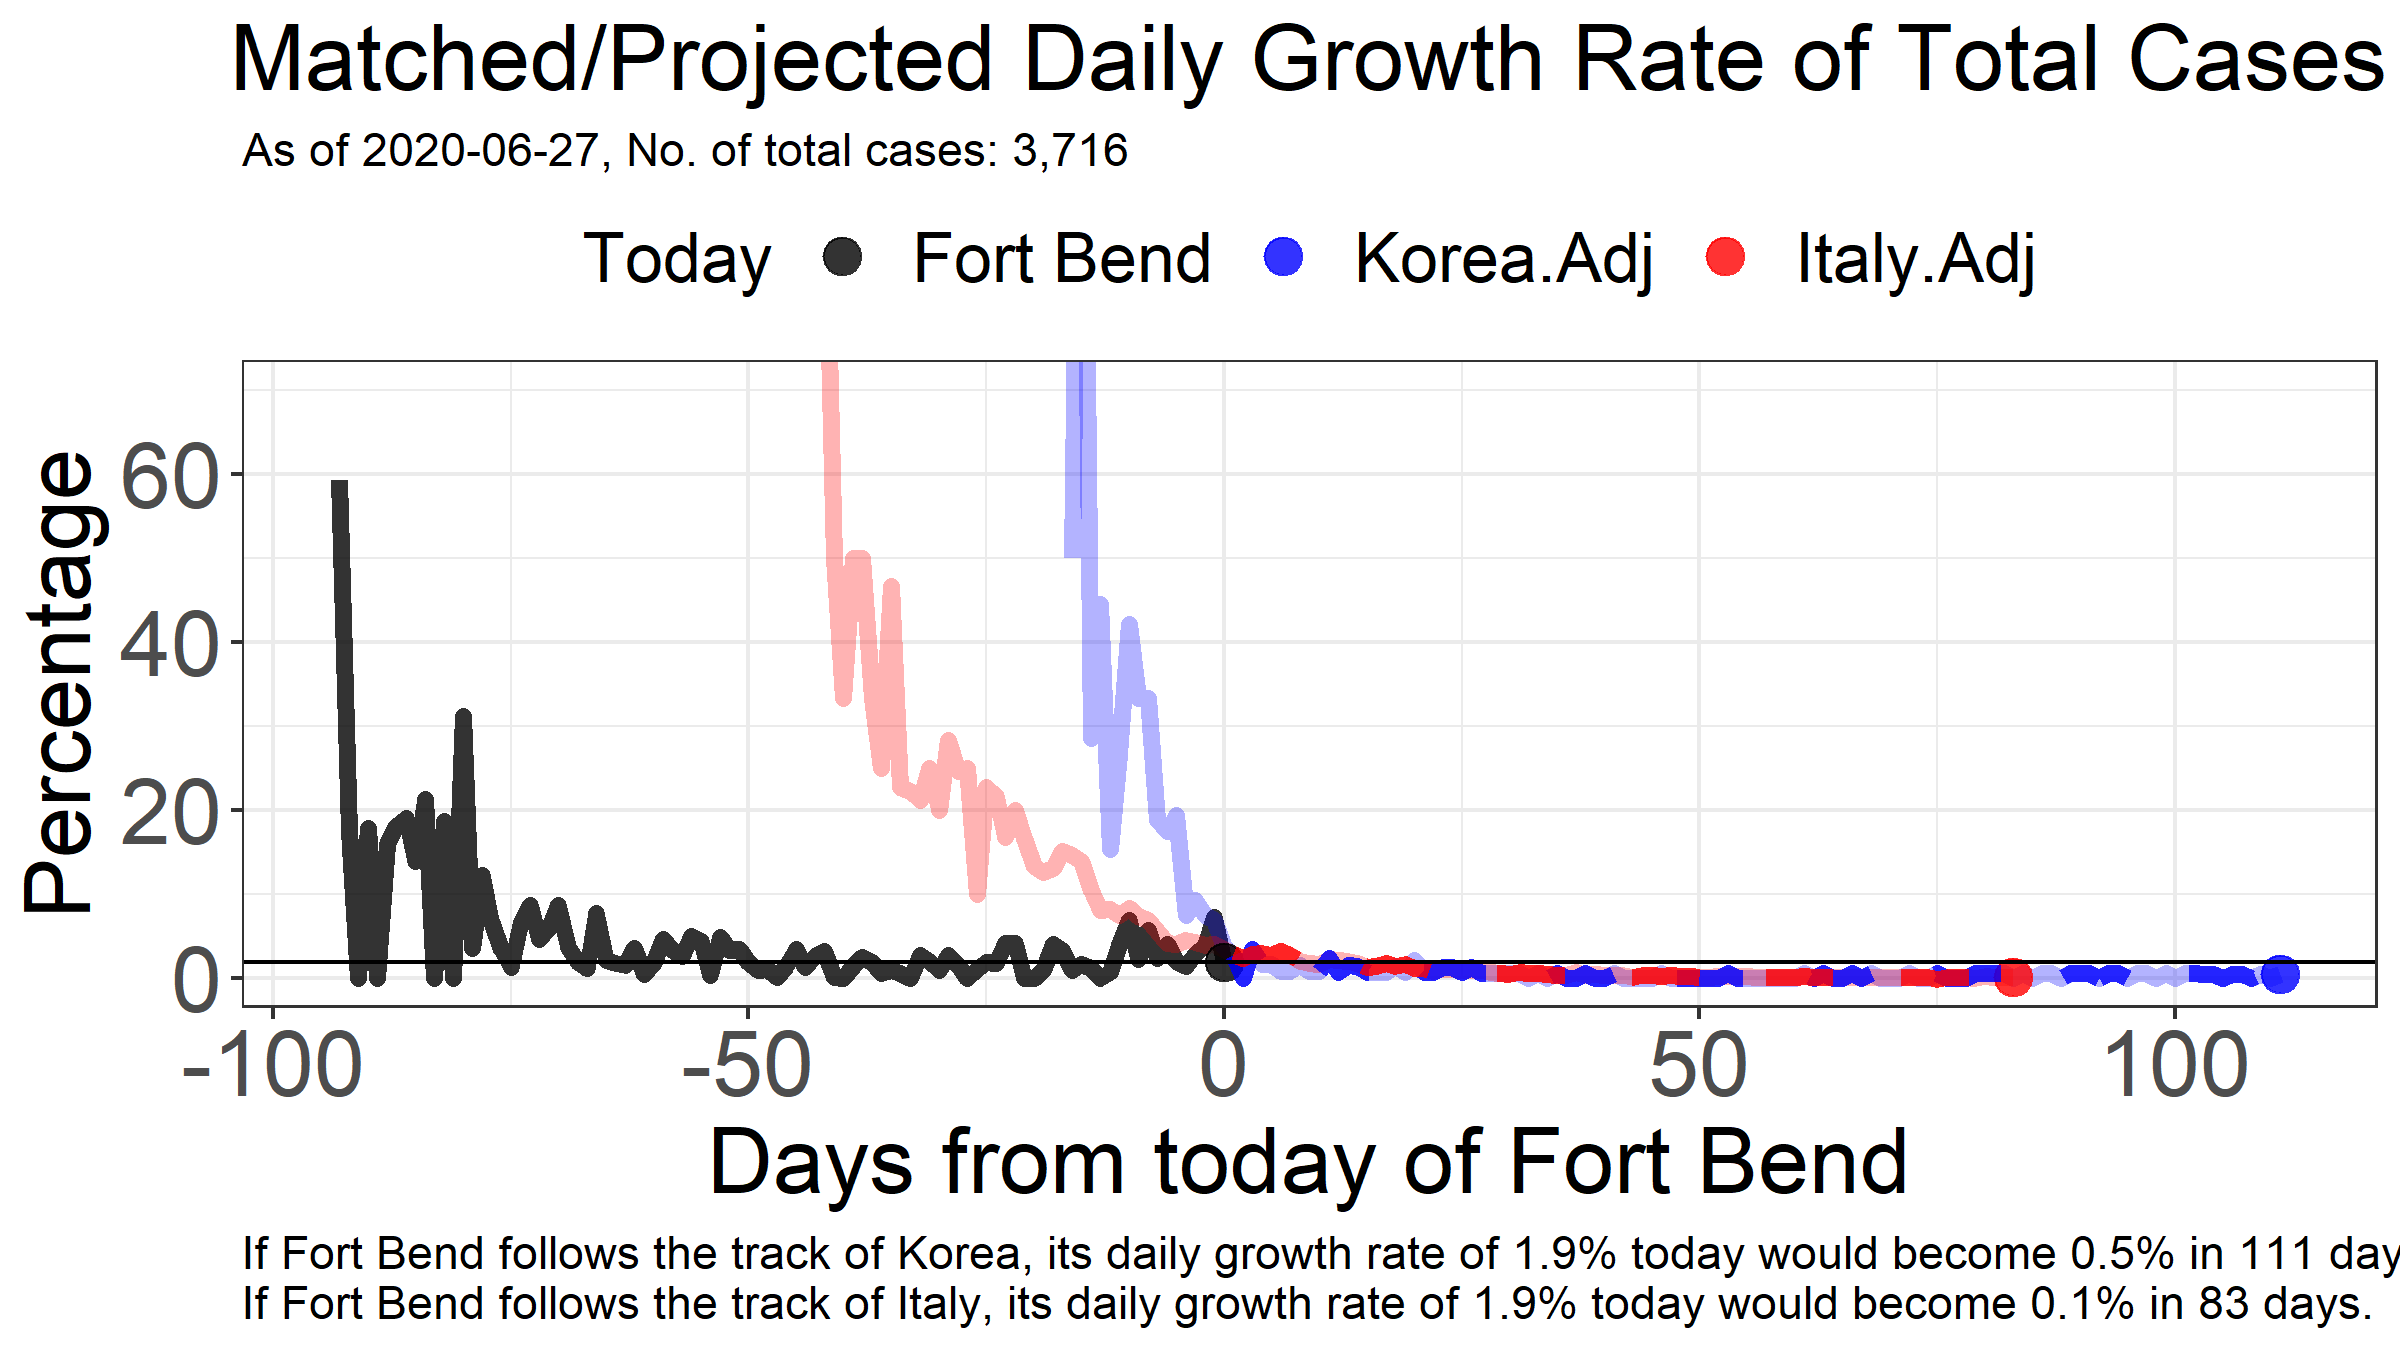 Matched/Projected Daily Growth Rate of Total Cases
As of 2020-06-27, No. of total cases: 3,716
Today Fort Bend Korea.Adj Italy.Adj
Percentage
60
40
20
0
-100 -50 0 50 100
Days from today of Fort Bend
If Fort Bend follows the track of Korea, its daily growth rate of 1.9% today would become 0.5% in 111 day
If Fort Bend follows the track of Italy, its daily growth rate of 1.9% today would become 0.1% in 83 days.